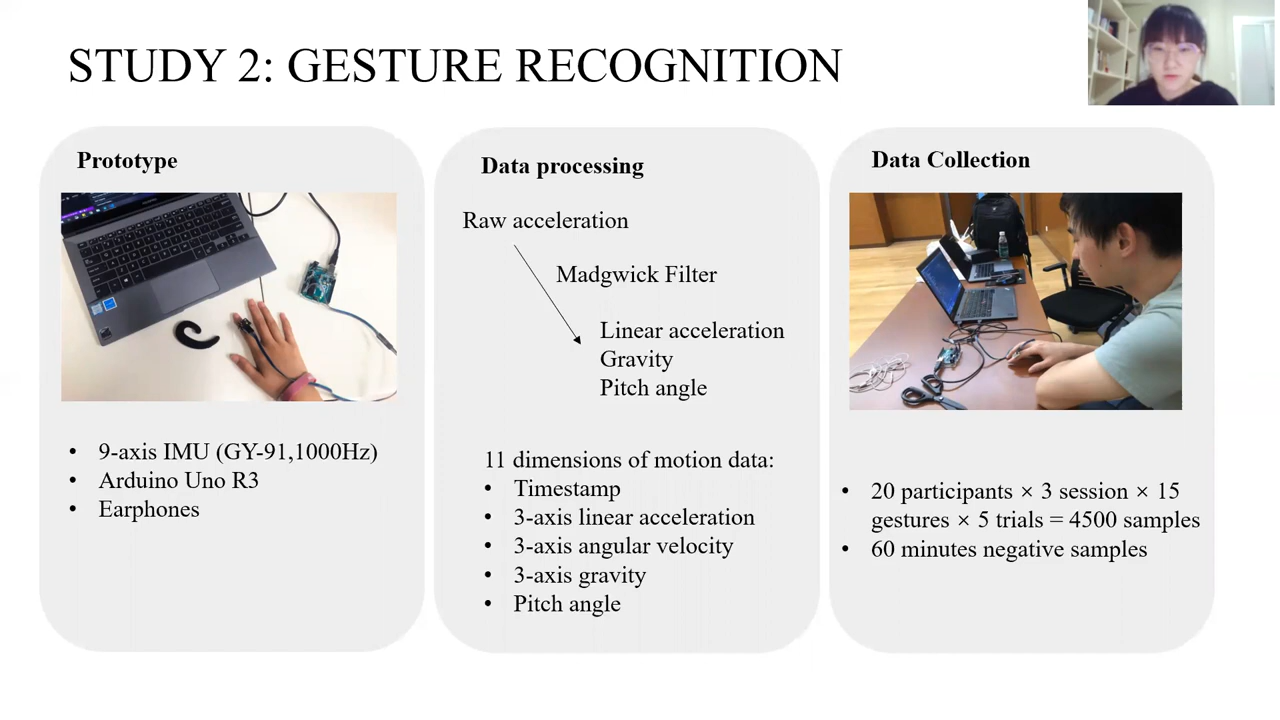 STUDY 2: GESTURE RECOGNITION
Prototype
• 9-axis IMU (GY-91,1000Hz)
• Arduino Uno R3
• Earphones
Data processing
Raw acceleration
Madgwick Filter
Linear acceleration
Gravity
Pitch angle
11 dimensions of motion data:
• Timestamp
• 3-axis linear acceleration
• 3-axis angular velocity
• 3-axis gravity
• Pitch angle
Data Collection
• 20 participants × 3 session × 15
gestures × 5 trials = 4500 samples
• 60 minutes negative samples